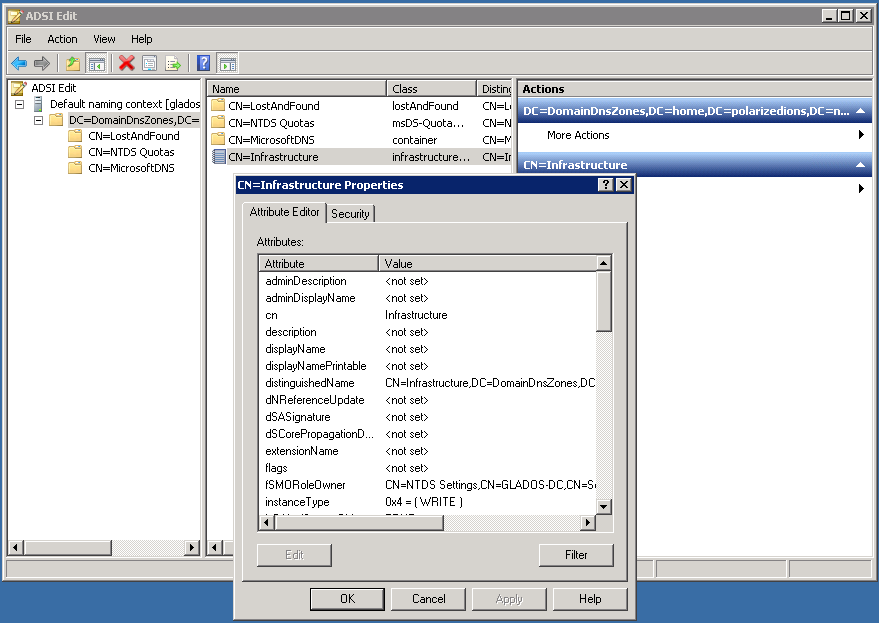 ADSI Edit
File Action View Help
ADSI Edit
Default naming context [glados
DC=DomainDnsZones,DC=
CN=LostAndFound
CN=NTDS Quotas
CN=MicrosoftDNS
Name Class Distinc
CN=LostAndFound lostAndFound CN=Lo
CN=NTDS Quotas msDS-Quota... CN=N
CN=MicrosoftDNS container CN=M
CN=Infrastructure infrastructure... CN=In
Actions
DC=DomainDnsZones,DC=home,DC=polarizedions,DC=n...
More Actions
CN=Infrastructure
CN=Infrastructure Properties
Attribute Editor Security
Attributes:
Attribute Value
adminDescription <not set>
adminDisplayName <not set>
cn Infrastructure
description <not set>
displayName <not set>
displayNamePrintable <not set>
distinguishedName CN=Infrastructure,DC=DomainDnsZones,DC
dNReferenceUpdate <not set>
dSASignature <not set>
dSCorePropagationD... <not set>
extensionName <not set>
flags <not set>
fSMORoleOwner CN=NTDS Settings,CN=GLADOS-DC,CN=Se
instanceType 0x4 = ( WRITE )
Edit Filter
OK Cancel Apply Help